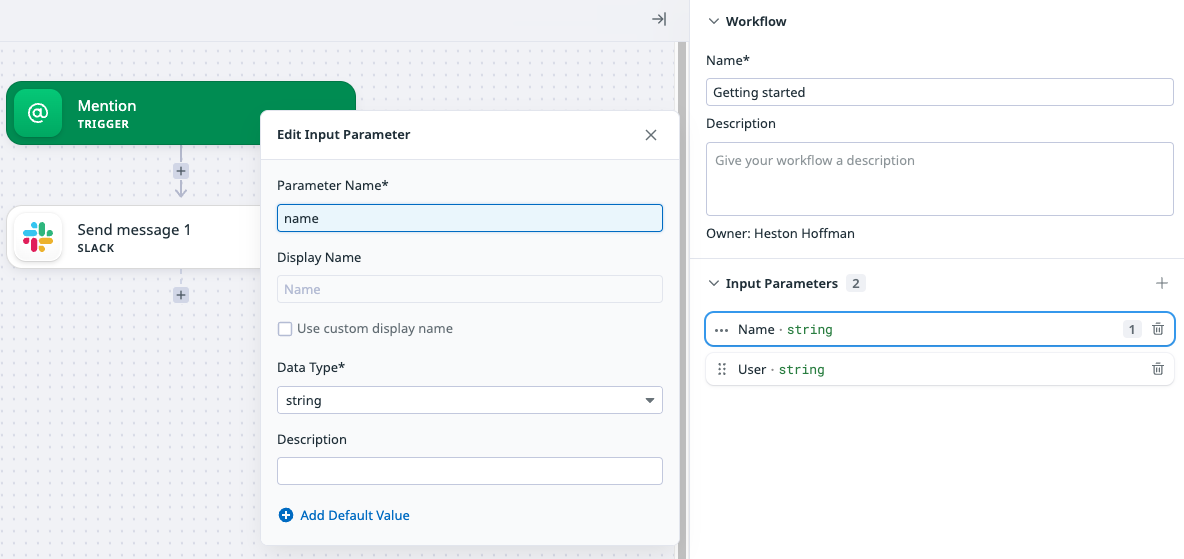 Mention
TRIGGER
Send message 1
SLACK
Edit Input Parameter
Parameter Name*
name
Display Name
Name
Use custom display name
Data Type*
string
Description
Add Default Value
Workflow
Name*
Getting started
Description
Give your workflow a description
Owner: Heston Hoffman
Input Parameters 2
Name · string 1
User · string